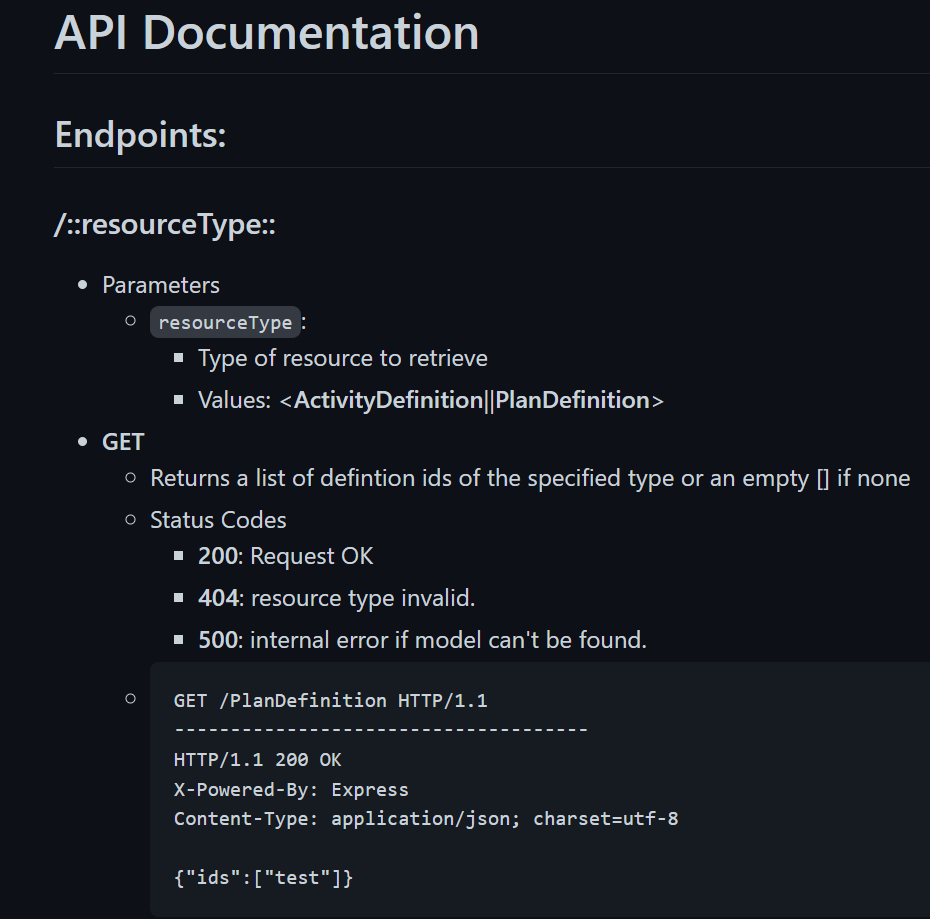 API Documentation
Endpoints:
/::resourceType::
Parameters
resourceType:
Type of resource to retrieve
Values: <ActivityDefinition||PlanDefinition>
GET
Returns a list of defintion ids of the specified type or an empty [] if none
Status Codes
200: Request OK
404: resource type invalid.
500: internal error if model can't be found.
GET /PlanDefinition HTTP/1.1
-------------------------------------
HTTP/1.1 200 OK
X-Powered-By: Express
Content-Type: application/json; charset=utf-8
{"ids":["test"]}